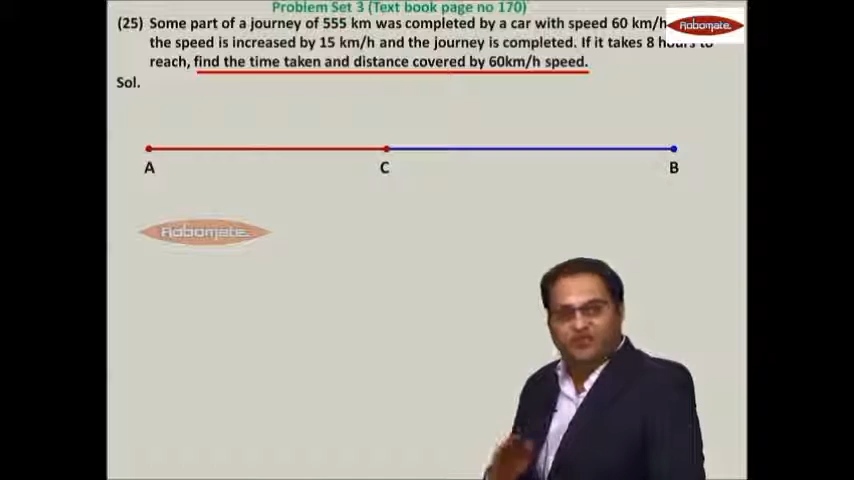 Problem Set 3 (Text book page no 170)
(25) Some part of a journey of 555 km was completed by a car with speed 60 km/h
Robomate
the speed is increased by 15 km/h and the journey is completed. If it takes 8 hours to
reach, find the time taken and distance covered by 60km/h speed.
Sol.
A C B
Robomate